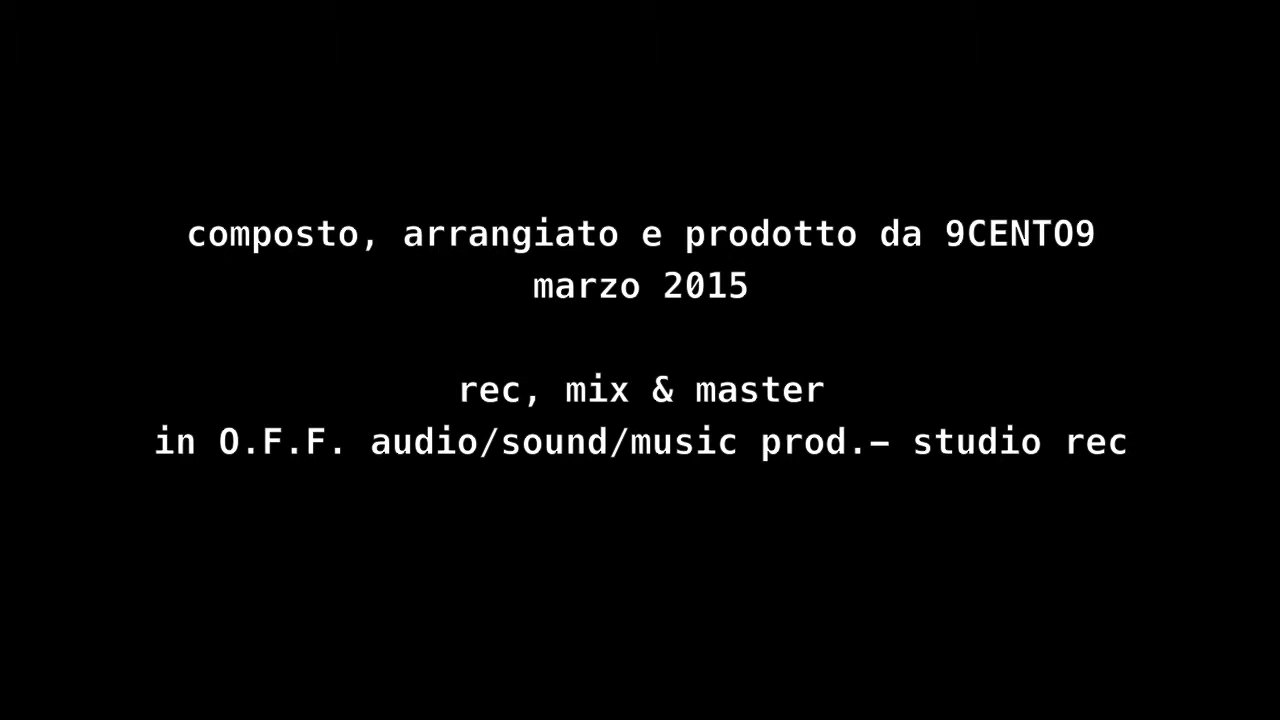 composto, arrangiato e prodotto da 9CENTO9
marzo 2015
rec, mix & master
in O.F.F. audio/sound/music prod.– studio rec